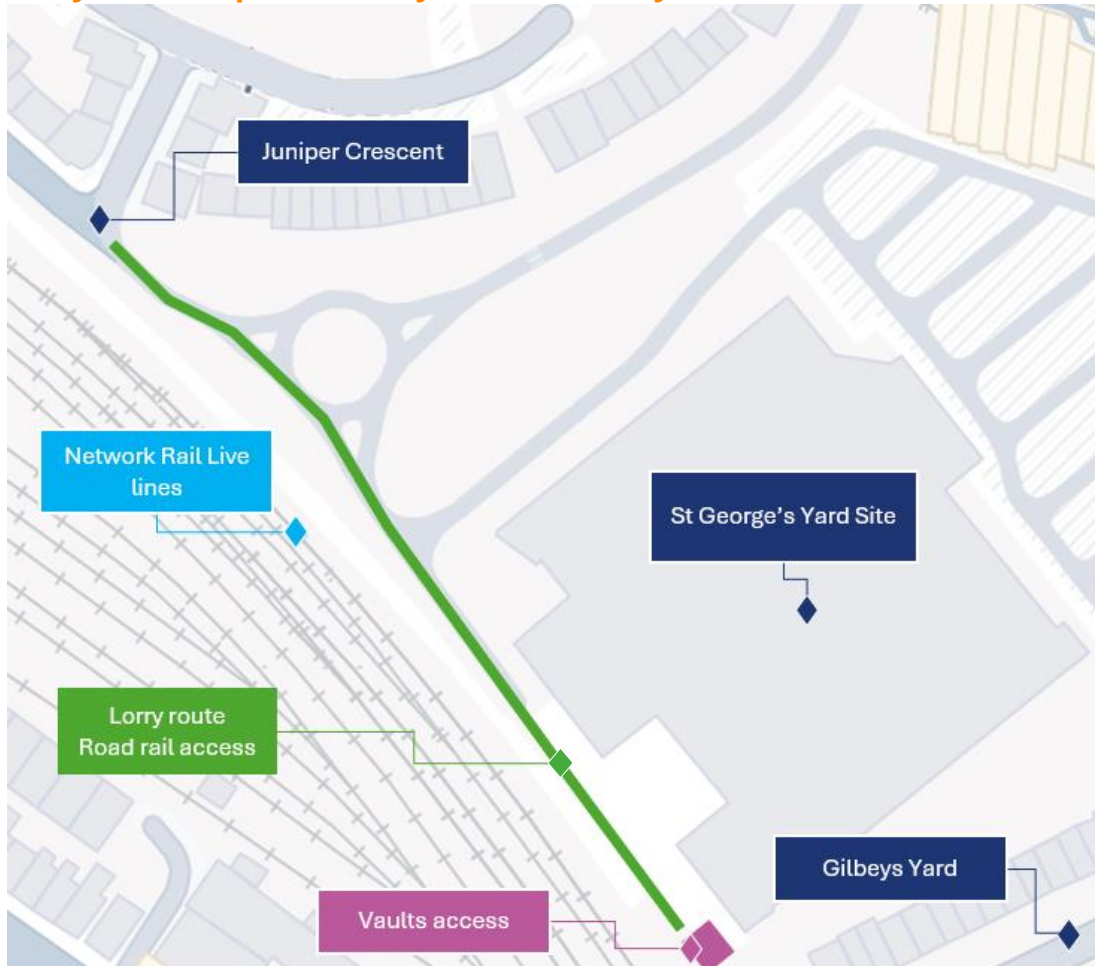 Juniper Crescent
Network Rail Live
lines
St George's Yard Site
Lorry route
Road rail access
Gilbeys Yard
Vaults access